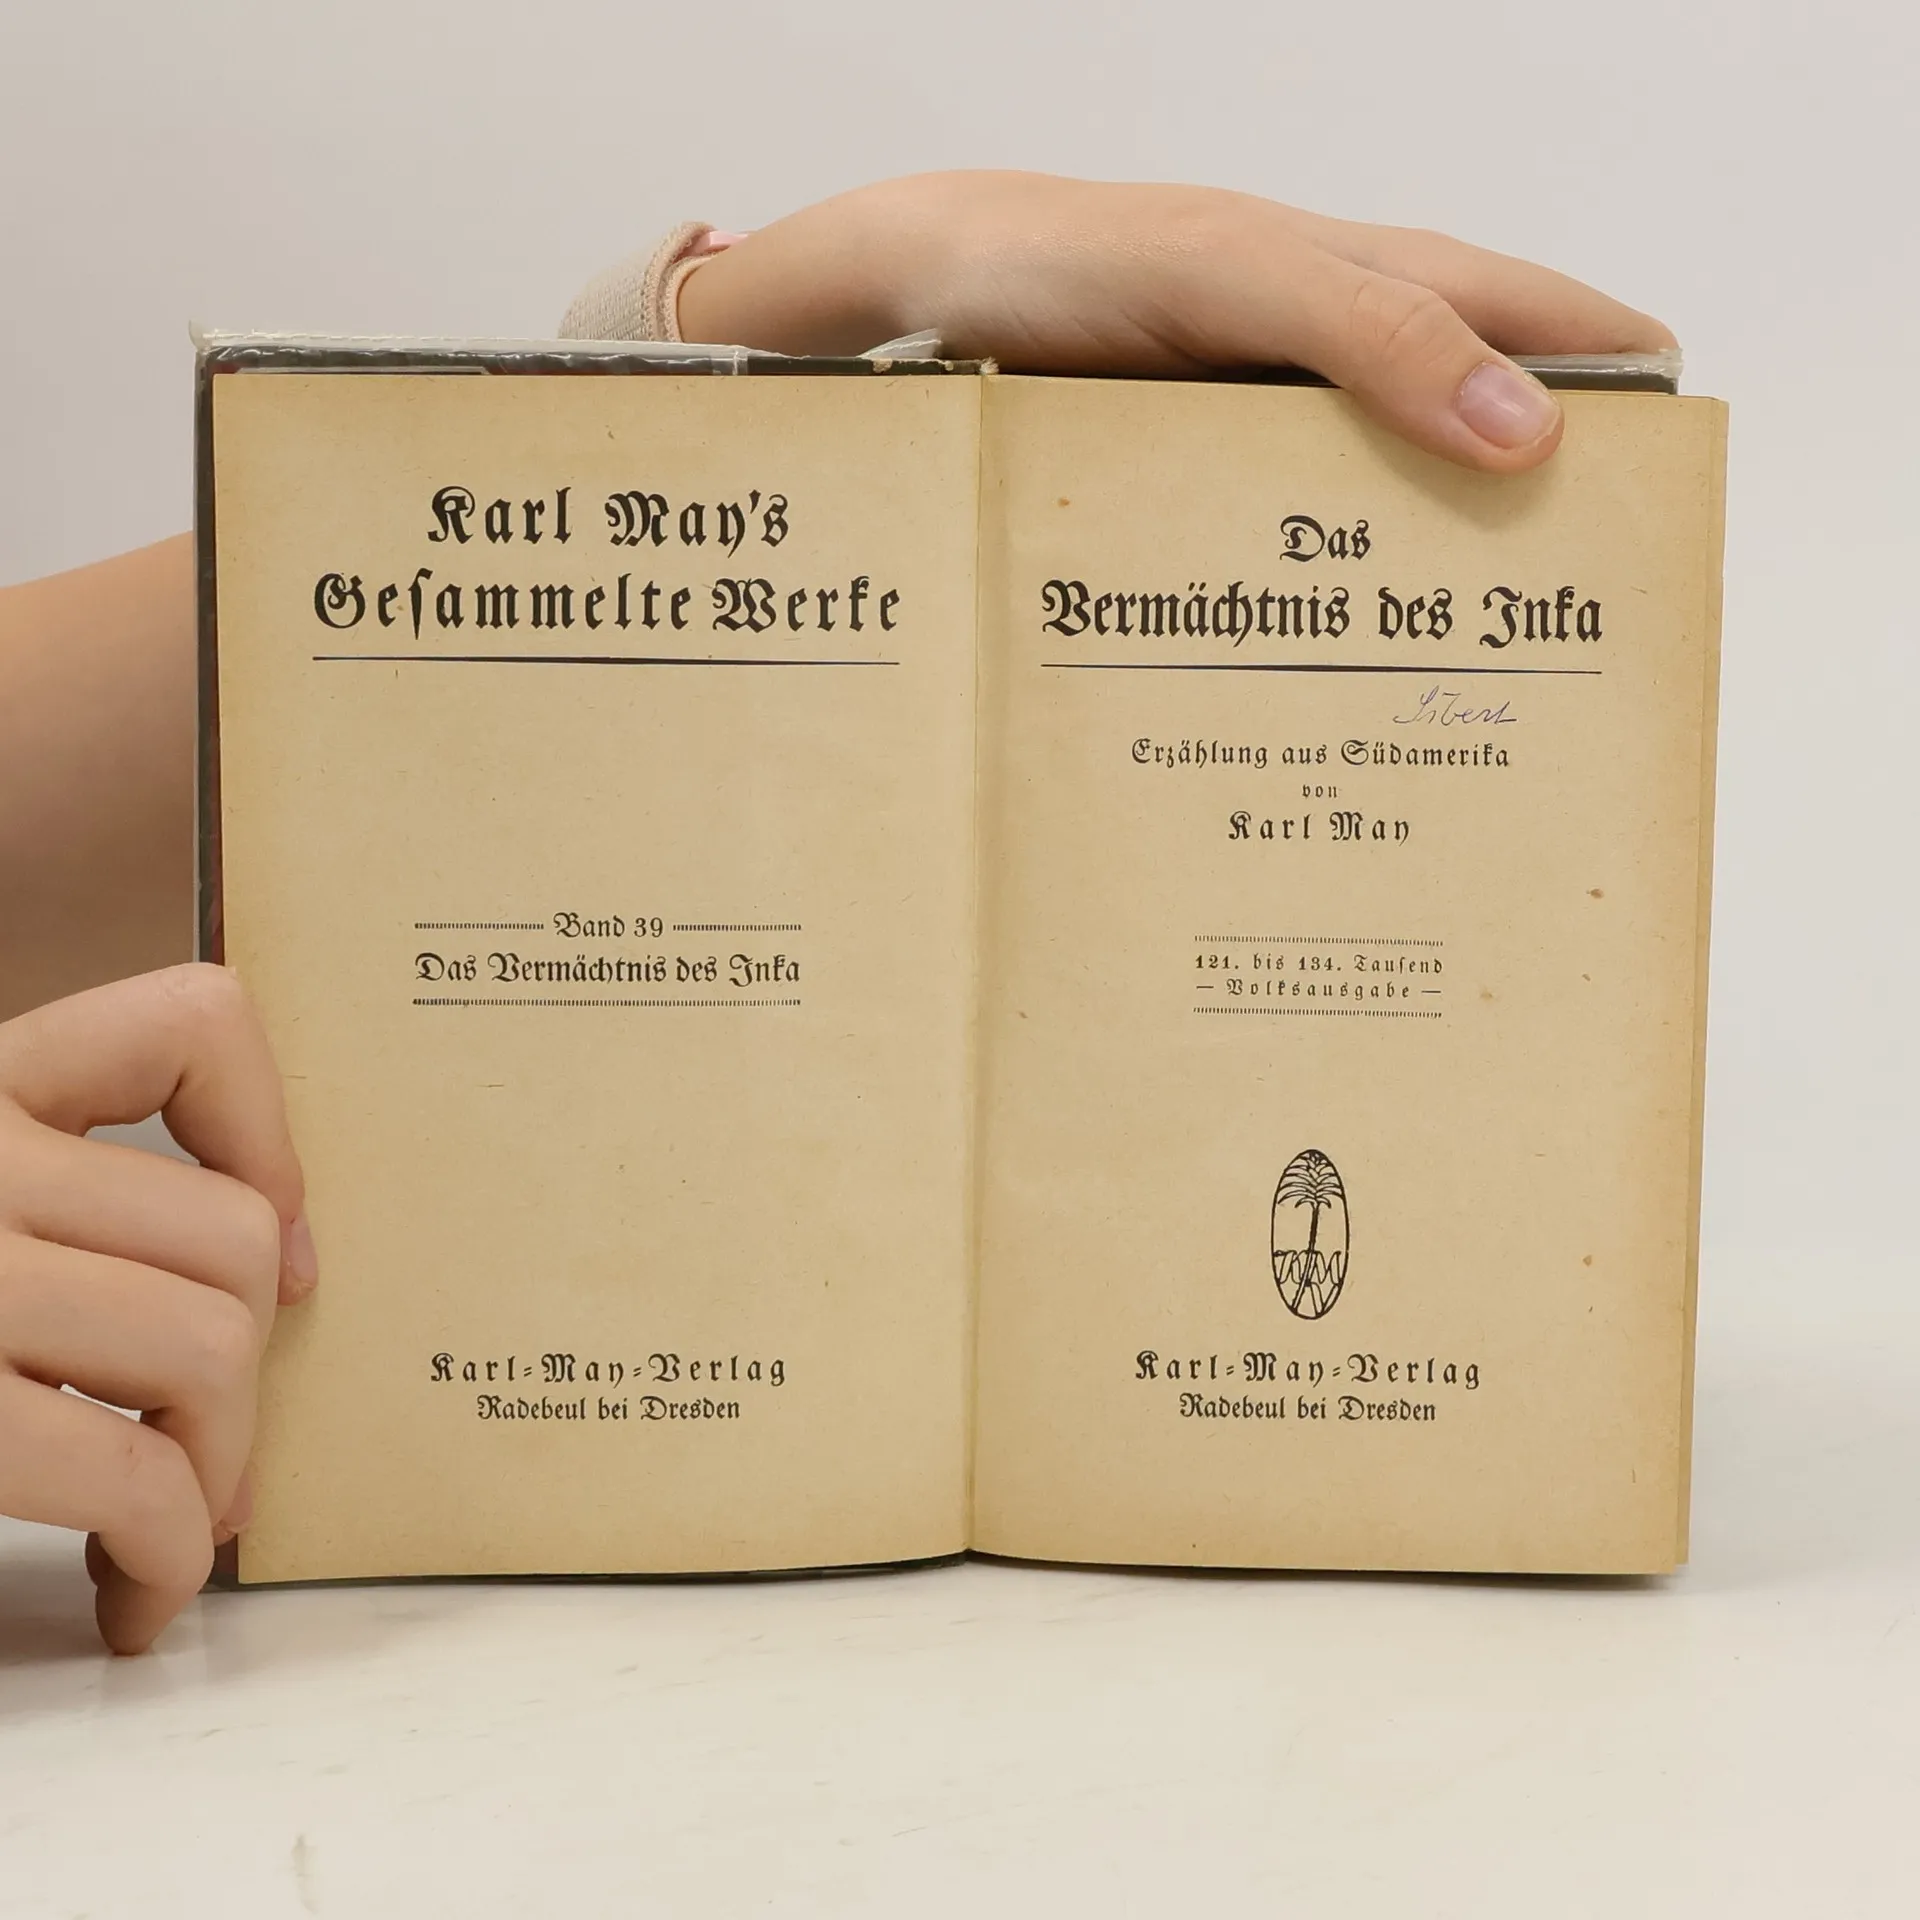 Karl May's
Geſammelte Werke
Band 39
Das Vermächtnis des Inka
Karl-May-Verlag
Radebeul bei Dresden
Das
Vermächtnis des Inka
Erzählung aus Südamerika
von
Karl May
121. bis 134. Tauſend
— Volksausgabe —
Karl-May-Verlag
Radebeul bei Dresden